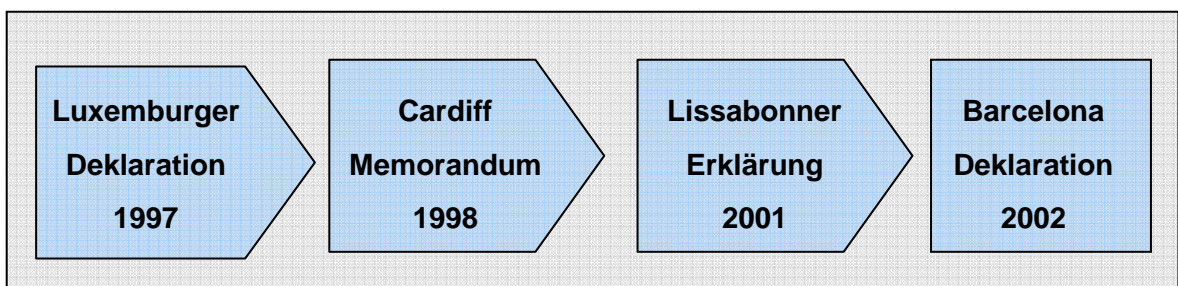 Luxemburger
Deklaration
1997
Cardiff
Memorandum
1998
Lissabonner
Erklärung
2001
Barcelona
Deklaration
2002